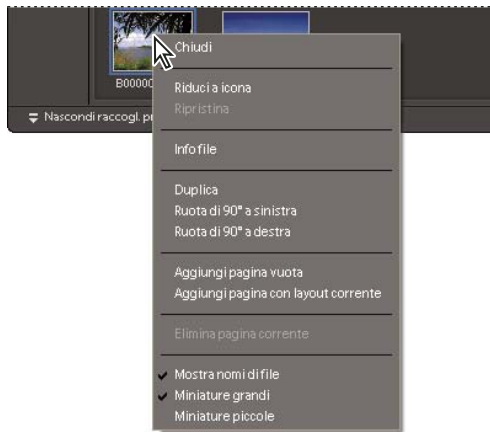 Chiudi
B0000
Riduci a icona
Ripristina
Nascondi raccogl. pr
Info file
Duplica
Ruota di 90° a sinistra
Ruota di 90° a destra
Aggiungi pagina vuota
Aggiungi pagina con layout corrente
Elimina pagina corrente
Mostra nomi di file
Miniature grandi
Miniature piccole